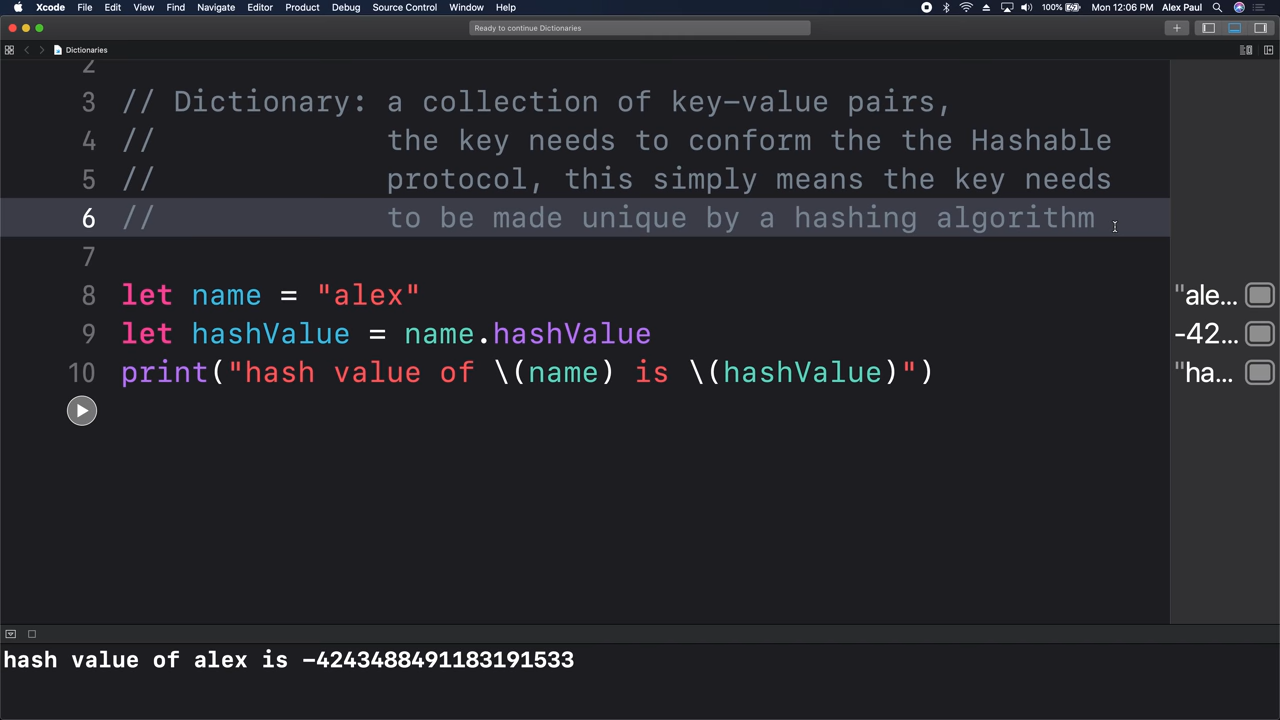 Xcode File Edit View Find Navigate Editor Product Debug Source Control Window Help 100% Mon 12:06 PM Alex Paul
Ready to continue Dictionaries
Dictionaries
2
3 // Dictionary: a collection of key-value pairs,
4 // the key needs to conform the the Hashable
5 // protocol, this simply means the key needs
6 // to be made unique by a hashing algorithm
7
8 let name = "alex" "ale...
9 let hashValue = name.hashValue -42...
10 print("hash value of \(name) is \(hashValue)") "ha...
hash value of alex is -4243488491183191533